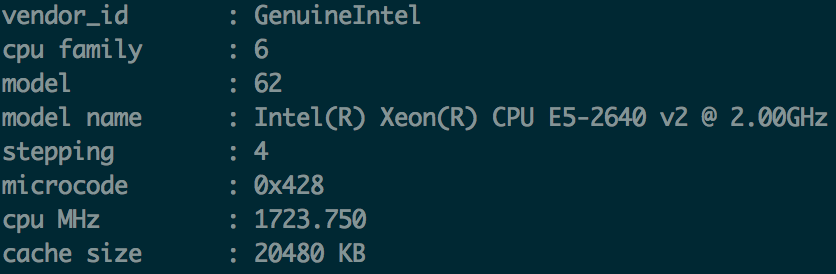 vendor_id : GenuineIntel
cpu family : 6
model : 62
model name : Intel(R) Xeon(R) CPU E5-2640 v2 @ 2.00GHz
stepping : 4
microcode : 0x428
cpu MHz : 1723.750
cache size : 20480 KB